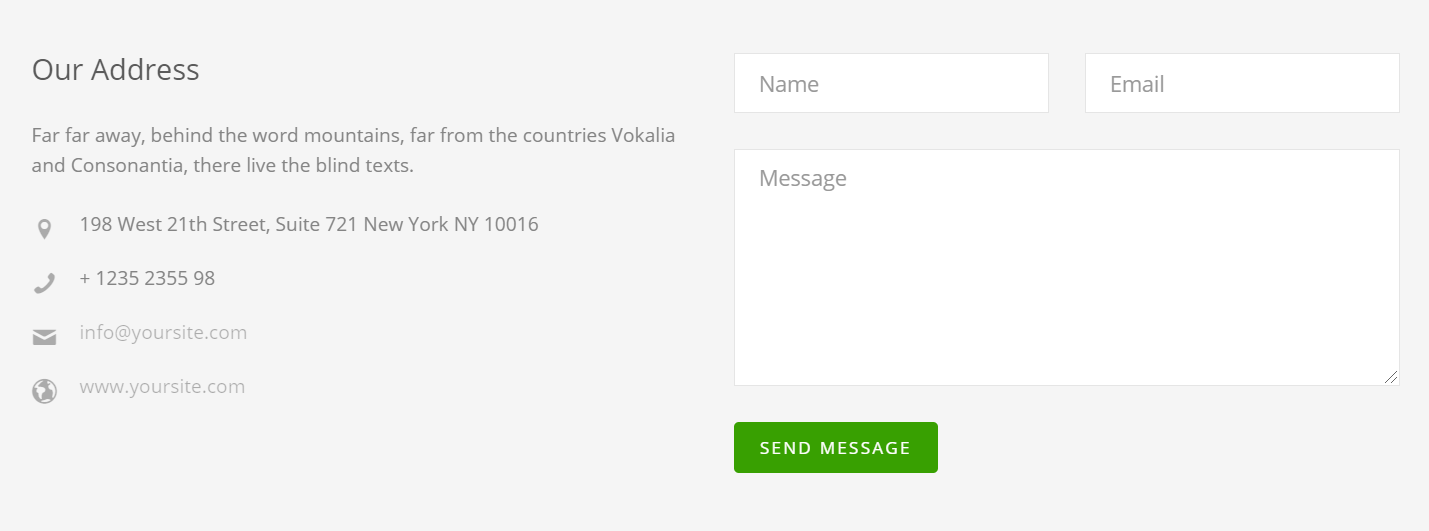 Our Address
Far far away, behind the word mountains, far from the countries Vokalia
and Consonantia, there live the blind texts.
198 West 21th Street, Suite 721 New York NY 10016
+ 1235 2355 98
info@yoursite.com
www.yoursite.com
Name
Email
Message
SEND MESSAGE